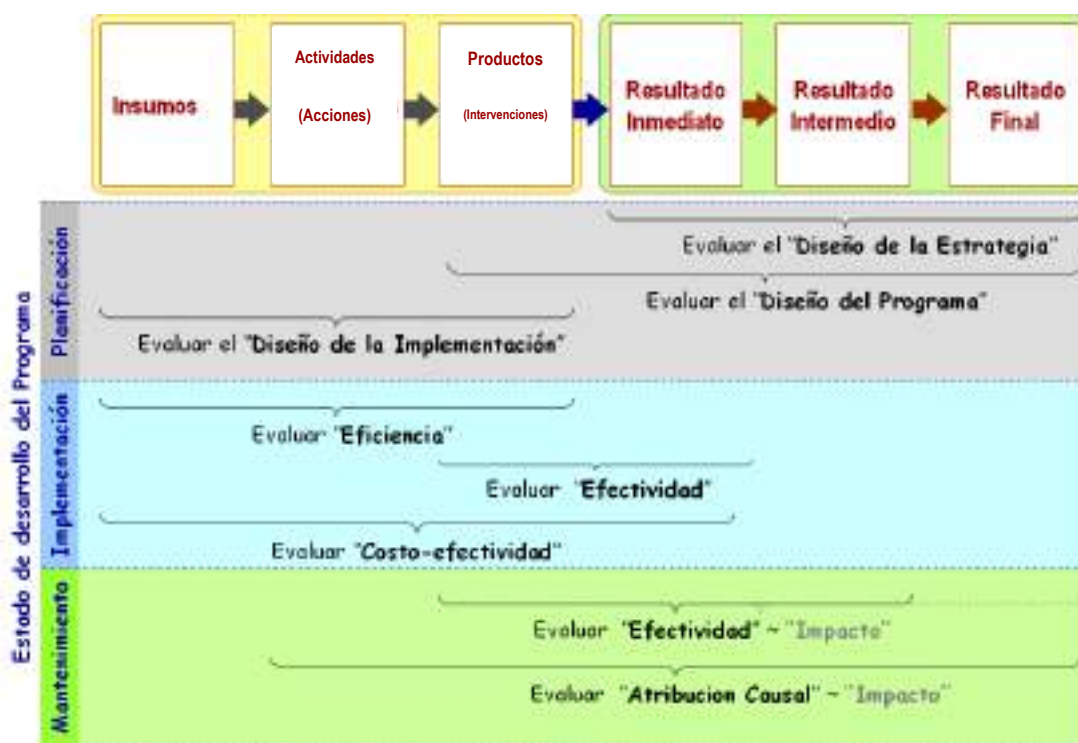 Insumos
Actividades
(Acciones)
Productos
(Intervenciones)
Resultado
Inmediato
Resultado
Intermedio
Resultado
Final
Estado de desarrollo del Programa
Planificación
Evaluar el "Diseño de la Estrategia"
Evaluar el "Diseño del Programa"
Evaluar el "Diseño de la Implementación"
Implementación
Evaluar "Eficiencia"
Evaluar "Efectividad"
Evaluar "Costo-efectividad"
Mantenimiento
Evaluar "Efectividad" ~ "Impacto"
Evaluar "Atribucion Causal" ~ "Impacto"